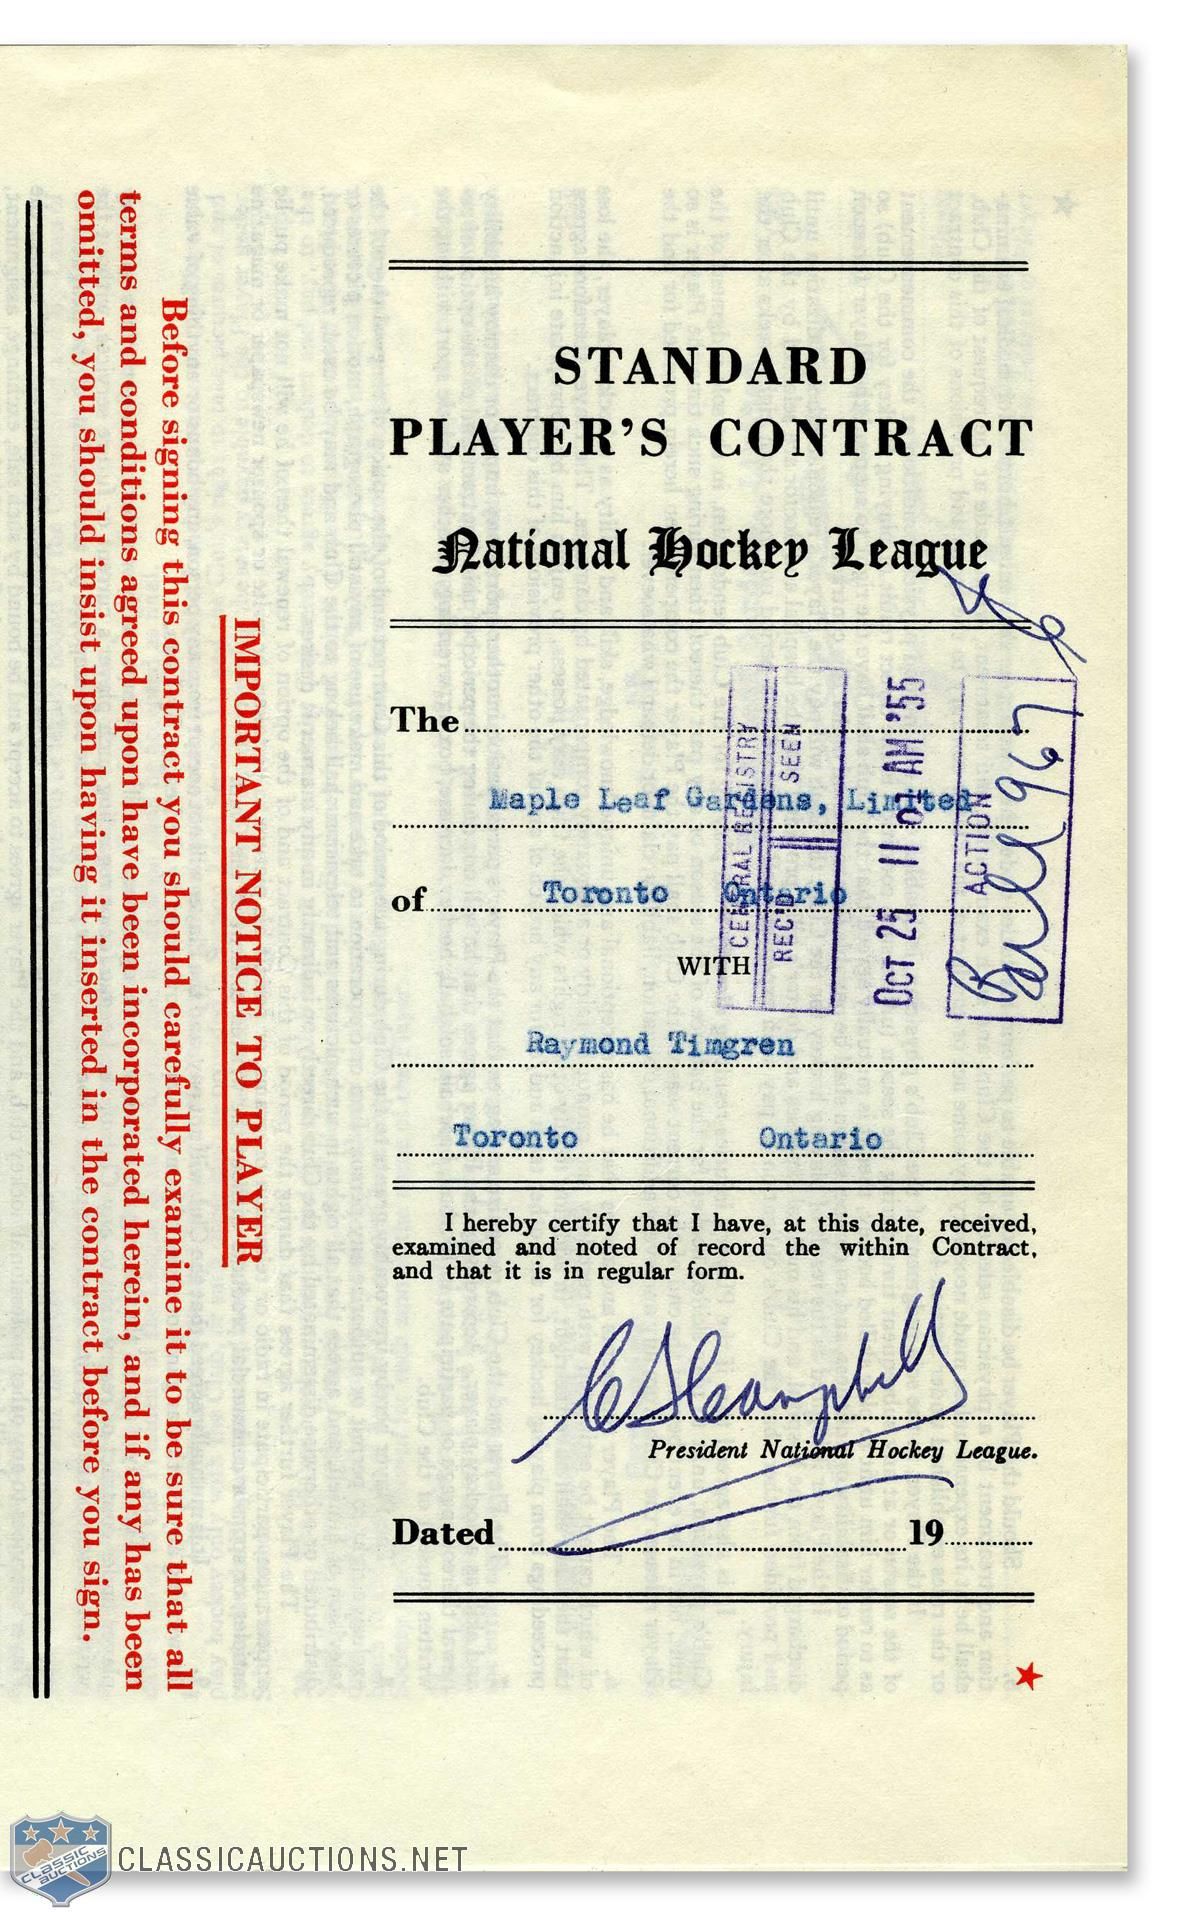 STANDARD
PLAYER'S CONTRACT
National Hockey League
The
Maple Leaf Gardens, Limited
of Toronto Ontario
WITH
Raymond Timgren
Toronto Ontario
I hereby certify that I have, at this date, received,
examined and noted of record the within Contract,
and that it is in regular form.
C S Campbell
President National Hockey League.
Dated 19
CENTRAL REGISTRY
REC'D SEEN
OCT 25 11 01 AM '55
ACTION
967
IMPORTANT NOTICE TO PLAYER
Before signing this contract you should carefully examine it to be sure that all
terms and conditions agreed upon have been incorporated herein, and if any has been
omitted, you should insist upon having it inserted in the contract before you sign.
CLASSIC
AUCTIONS
CLASSICAUCTIONS.NET